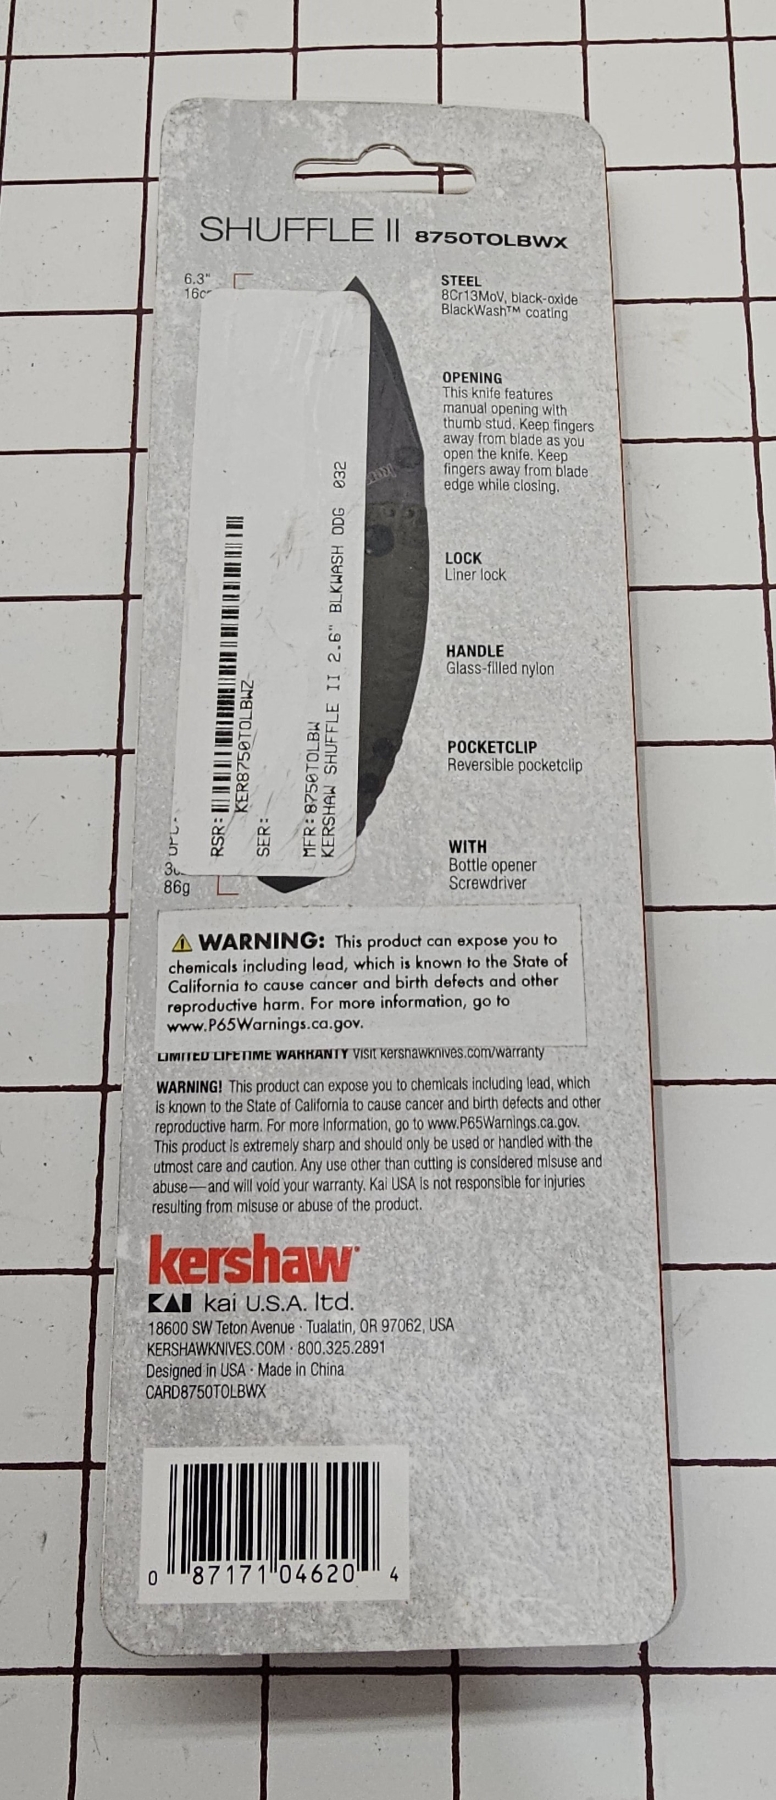 SHUFFLE II 8750TOLBWX
6.3"
STEEL
8Cr13MoV, black-oxide
BlackWash™ coating
OPENING
This knife features
manual opening with
thumb stud. Keep fingers
away from blade as you
open the knife. Keep
fingers away from blade
edge while closing.
LOCK
Liner lock
HANDLE
Glass-filled nylon
POCKETCLIP
Reversible pocketclip
WITH
Bottle opener
Screwdriver
RSR:
KER8750TOLBWZ
SER:
MFR: 8750TOLBW
KERSHAW SHUFFLE II 2.6" BLKWASH ODG 032
86g
WARNING: This product can expose you to
chemicals including lead, which is known to the State of
California to cause cancer and birth defects and other
reproductive harm. For more information, go to
www.P65Warnings.ca.gov.
LIMITED LIFETIME WARRANTY Visit kershawknives.com/warranty
WARNING! This product can expose you to chemicals including lead, which
is known to the State of California to cause cancer and birth defects and other
reproductive harm. For more information, go to www.P65Warnings.ca.gov.
This product is extremely sharp and should only be used or handled with the
utmost care and caution. Any use other than cutting is considered misuse and
abuse—and will void your warranty. Kai USA is not responsible for injuries
resulting from misuse or abuse of the product.
kershaw
KAI kai U.S.A. ltd.
18600 SW Teton Avenue · Tualatin, OR 97062, USA
KERSHAWKNIVES.COM · 800.325.2891
Designed in USA · Made in China
CARD8750TOLBWX
0 87171 04620 4